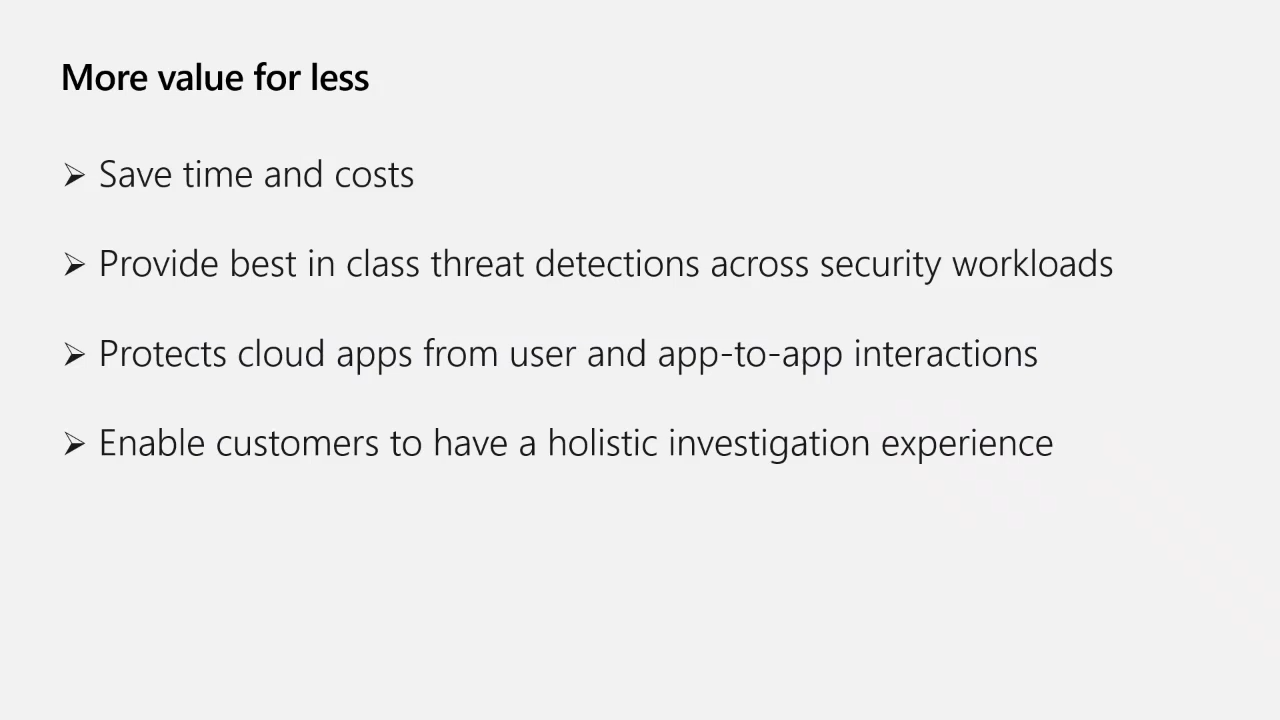 More value for less
➢ Save time and costs
➢ Provide best in class threat detections across security workloads
➢ Protects cloud apps from user and app-to-app interactions
➢ Enable customers to have a holistic investigation experience